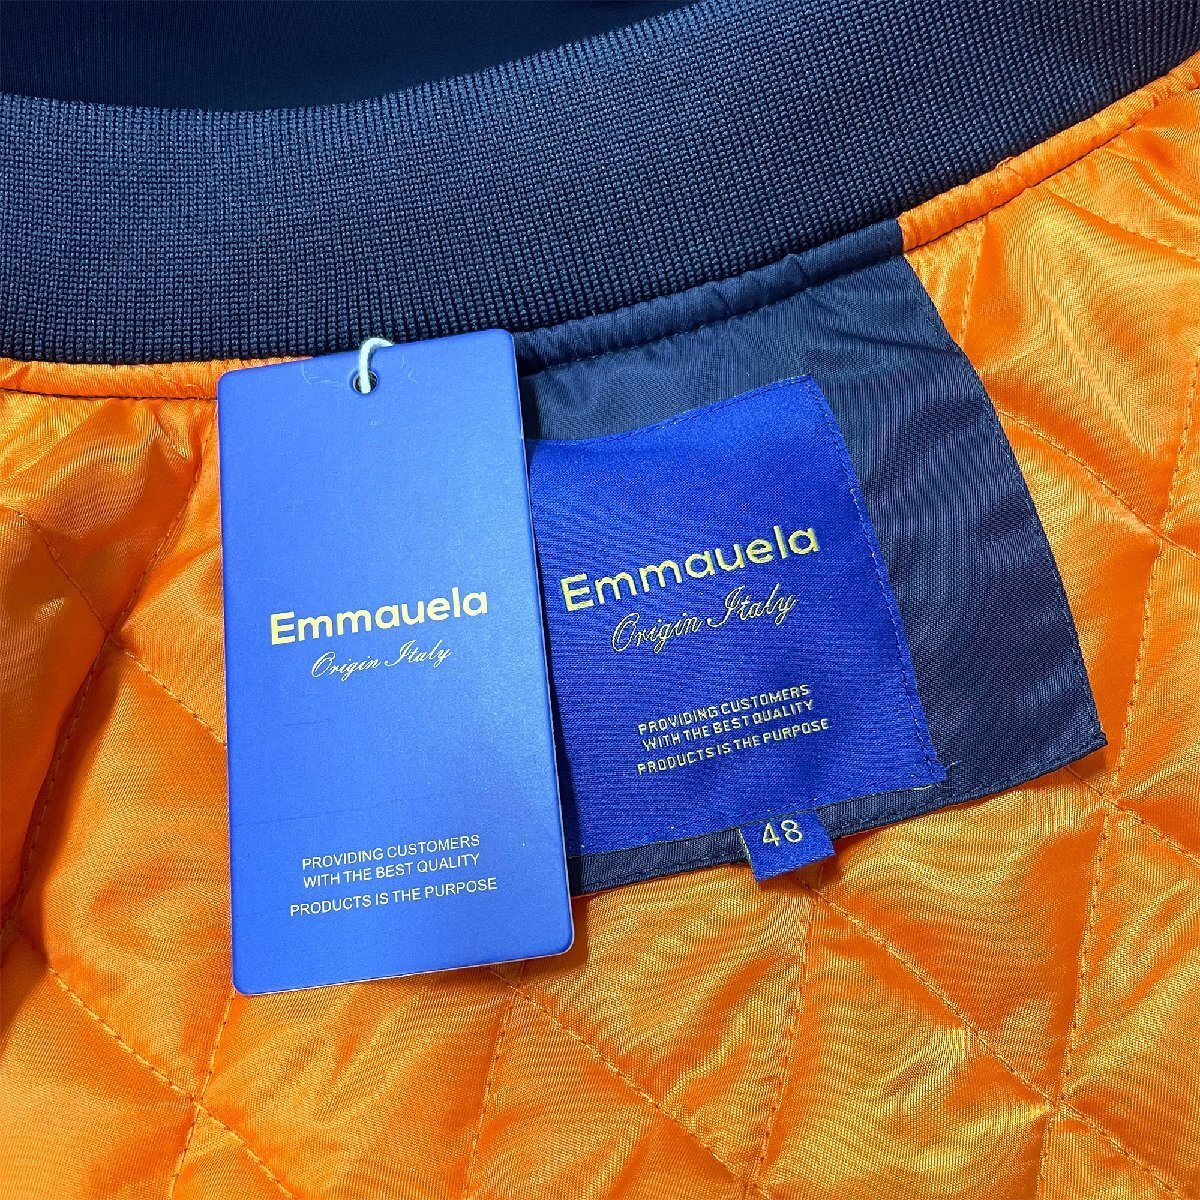 Emmauela
Origin Italy
PROVIDING CUSTOMERS
WITH THE BEST QUALITY
PRODUCTS IS THE PURPOSE
Emmauela
Origin Italy
PROVIDING CUSTOMERS
WITH THE BEST QUALITY
PRODUCTS IS THE PURPOSE
48